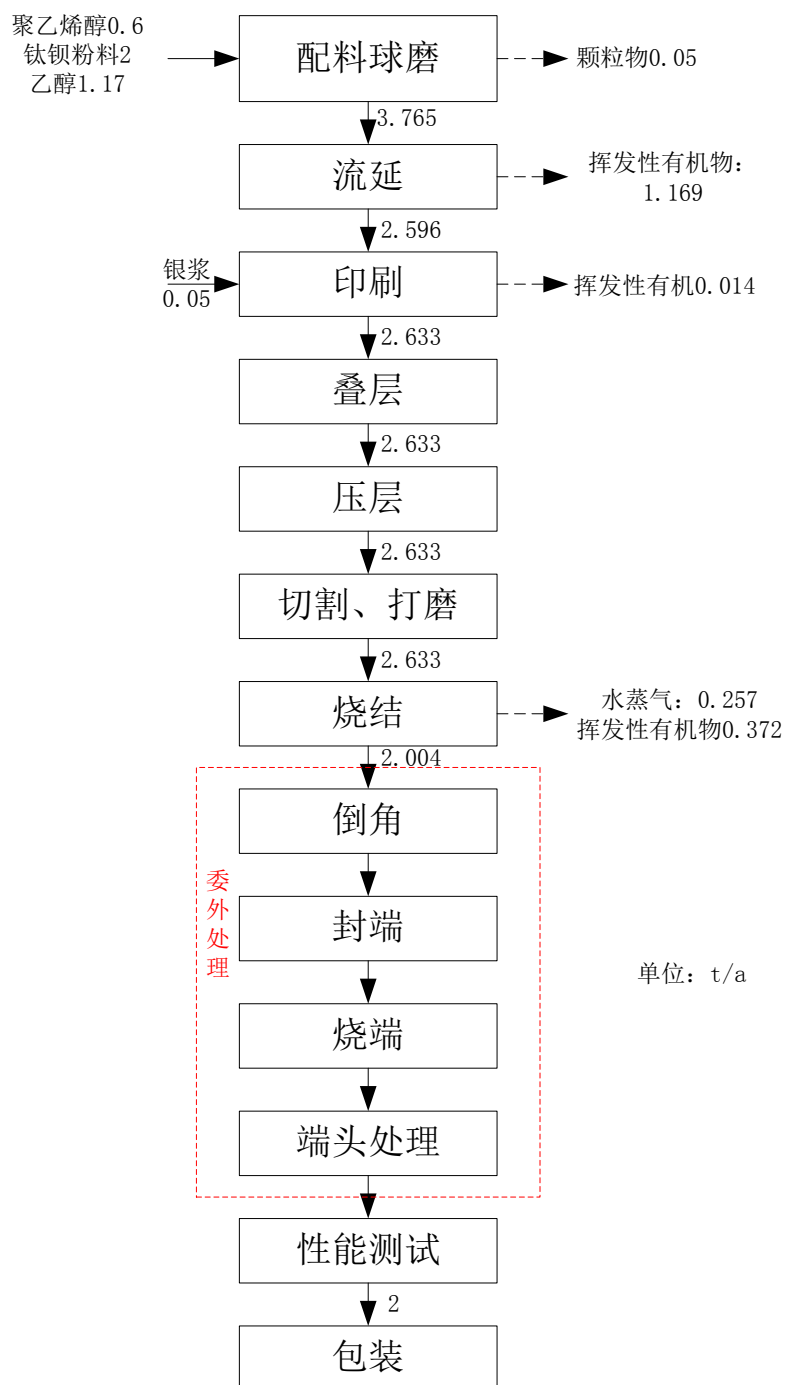 聚乙烯醇0.6
钛钡粉料2
乙醇1.17
配料球磨
颗粒物0.05
3.765
流延
挥发性有机物：
1.169
2.596
银浆
0.05
印刷
挥发性有机0.014
2.633
叠层
2.633
压层
2.633
切割、打磨
2.633
烧结
水蒸气：0.257
挥发性有机物0.372
2.004
倒角
委外处理
封端
单位：t/a
烧端
端头处理
性能测试
2
包装